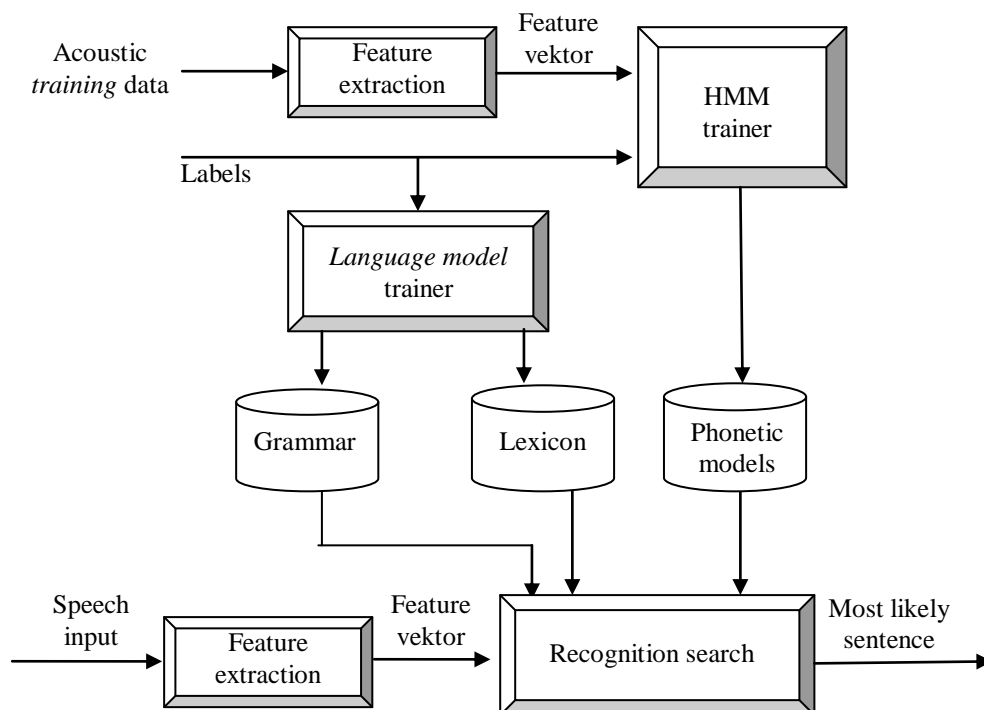 Acoustic
training data
Feature
extraction
Feature
vektor
HMM
trainer
Labels
Language model
trainer
Grammar
Lexicon
Phonetic
models
Speech
input
Feature
extraction
Feature
vektor
Recognition search
Most likely
sentence